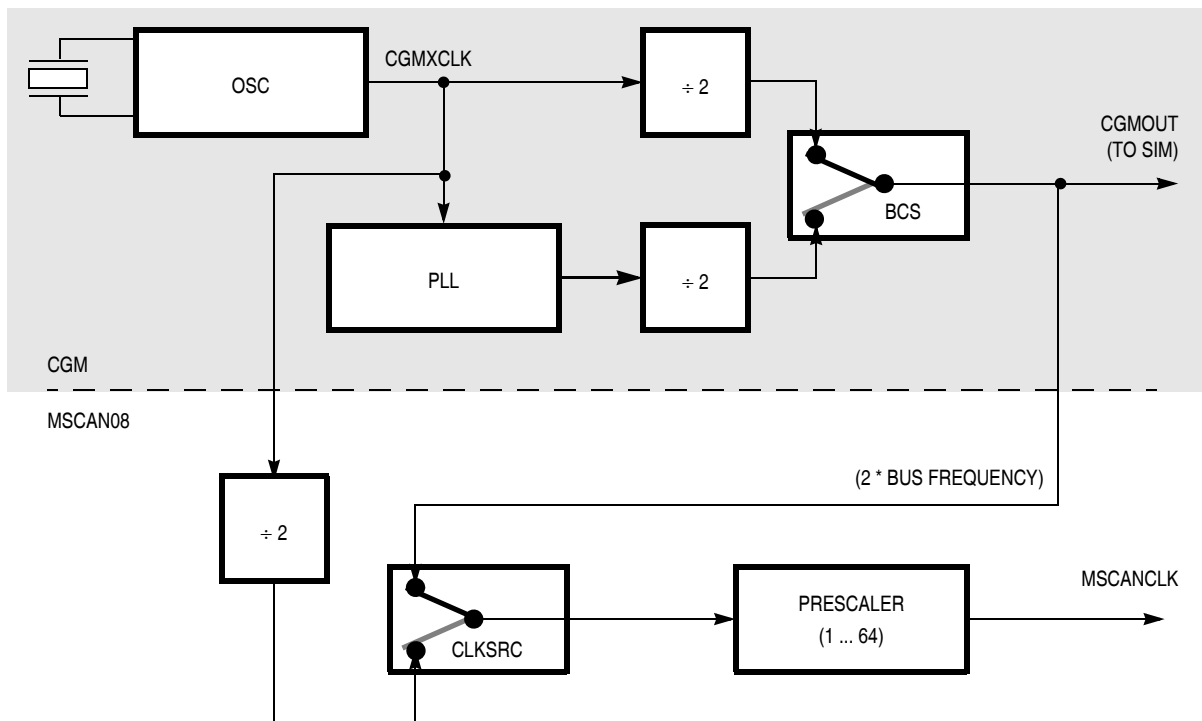 CGMXCLK
OSC
÷ 2
CGMOUT
(TO SIM)
BCS
PLL
÷ 2
CGM
MSCAN08
(2 * BUS FREQUENCY)
÷ 2
MSCANCLK
PRESCALER
(1 ... 64)
CLKSRC